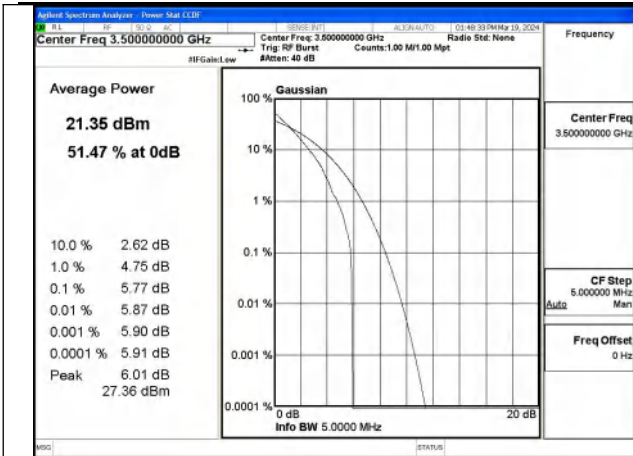 Agilent Spectrum Analyzer - Power Stat CCDF
RL RF 50 Ω AC SENSE:INT ALIGN AUTO 01:48:33 PM Mar 19, 2024
Center Freq 3.500000000 GHz
Center Freq: 3.500000000 GHz Radio Std: None
Trig: RF Burst Counts:1.00 M/1.00 Mpt
#IFGain:Low #Atten: 40 dB
Frequency
Average Power
21.35 dBm
51.47 % at 0dB
10.0 % 2.62 dB
1.0 % 4.75 dB
0.1 % 5.77 dB
0.01 % 5.87 dB
0.001 % 5.90 dB
0.0001 % 5.91 dB
Peak 6.01 dB
27.36 dBm
Gaussian
100 %
10 %
1 %
0.1 %
0.01 %
0.001 %
0.0001 %
0 dB 20 dB
Info BW 5.0000 MHz
Center Freq
3.500000000 GHz
CF Step
5.000000 MHz
Auto Man
Freq Offset
0 Hz
MSG STATUS